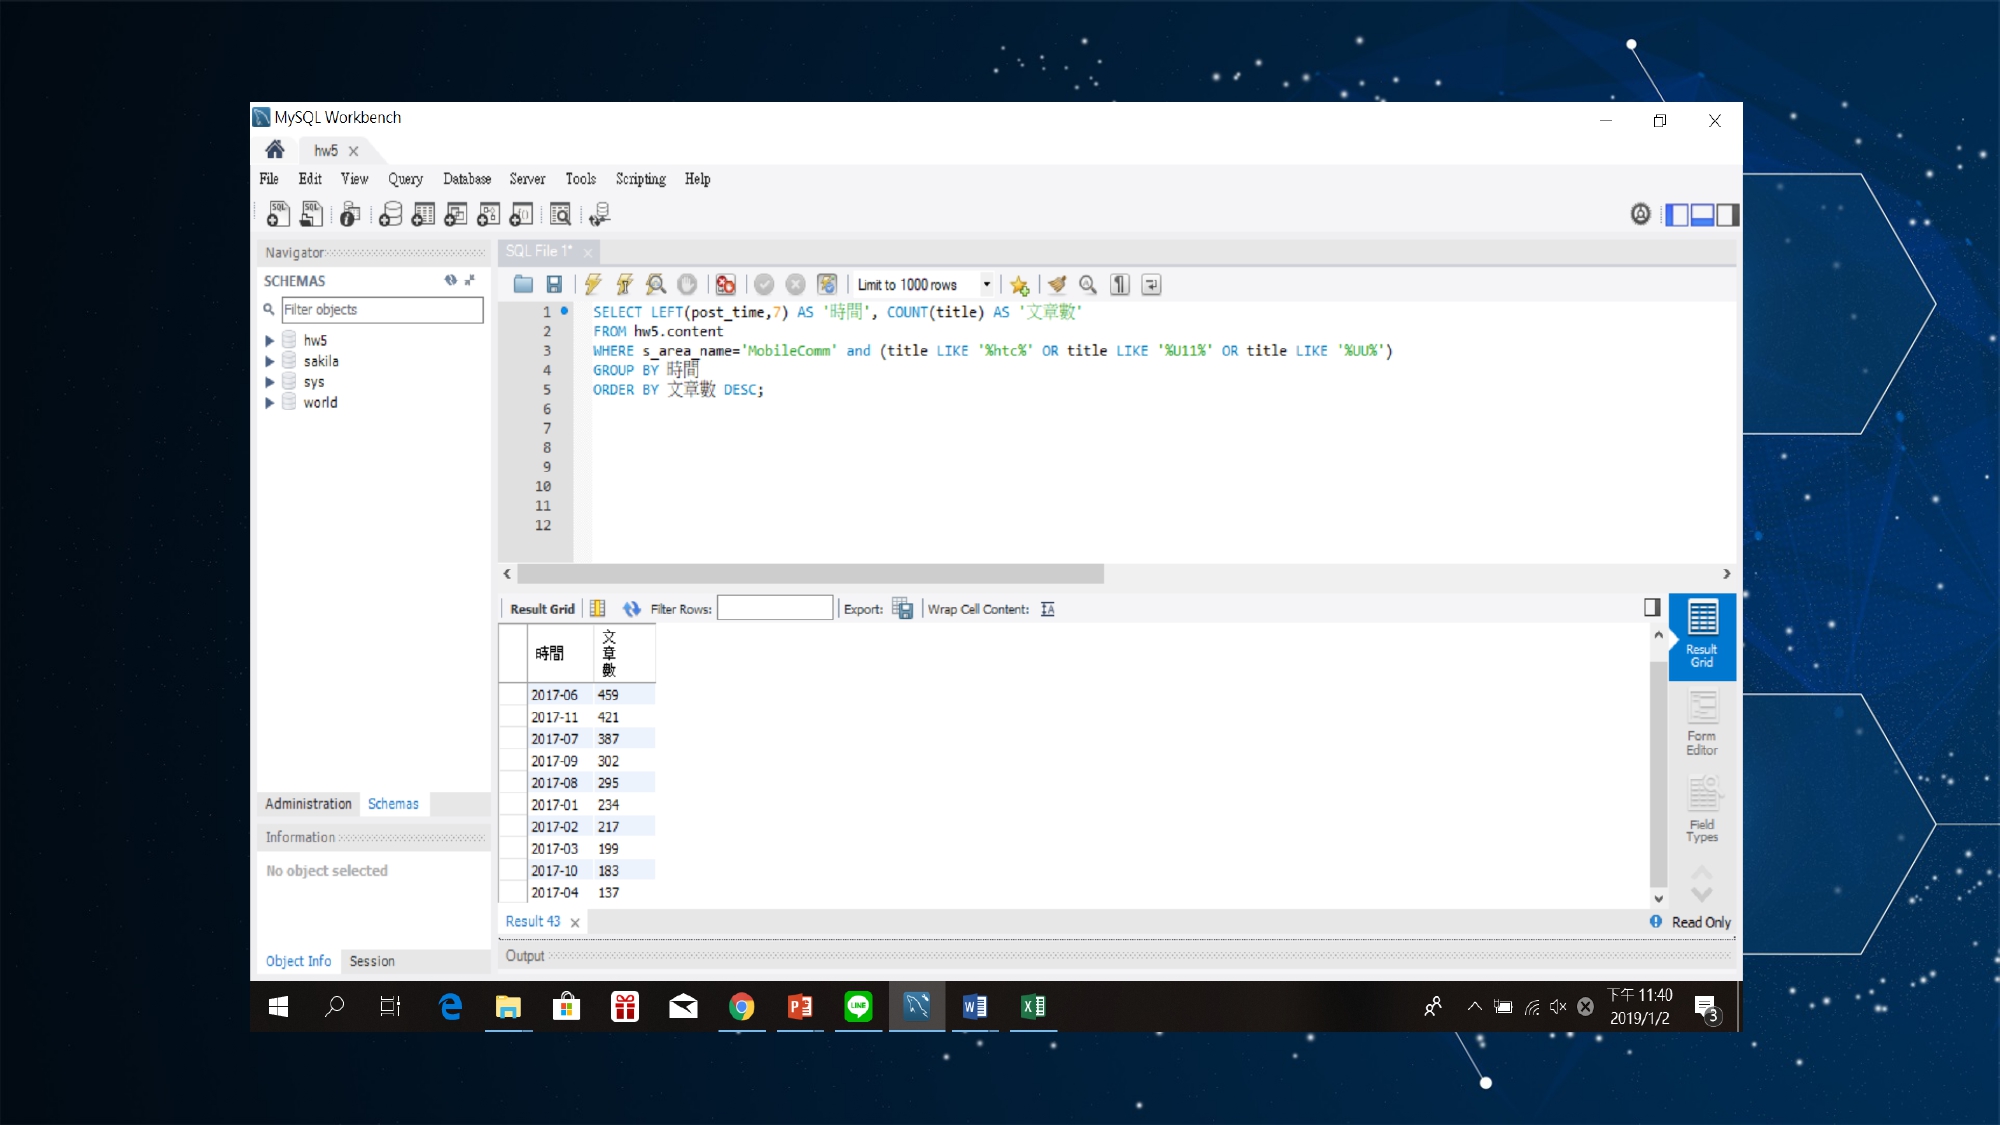 MySQL Workbench
hw5
File Edit View Query Database Server Tools Scripting Help
Navigator
SCHEMAS
Filter objects
hw5
sakila
sys
world
Administration Schemas
Information
No object selected
Object Info Session
SQL File 1*
Limit to 1000 rows
1 SELECT LEFT(post_time,7) AS '時間', COUNT(title) AS '文章數'
2 FROM hw5.content
3 WHERE s_area_name='MobileComm' and (title LIKE '%htc%' OR title LIKE '%U11%' OR title LIKE '%UU%')
4 GROUP BY 時間
5 ORDER BY 文章數 DESC;
6
7
8
9
10
11
12
Result Grid Filter Rows: Export: Wrap Cell Content:
時間 文章數
2017-06 459
2017-11 421
2017-07 387
2017-09 302
2017-08 295
2017-01 234
2017-02 217
2017-03 199
2017-10 183
2017-04 137
Result Grid
Form Editor
Field Types
Result 43
Read Only
Output
下午 11:40
2019/1/2
3